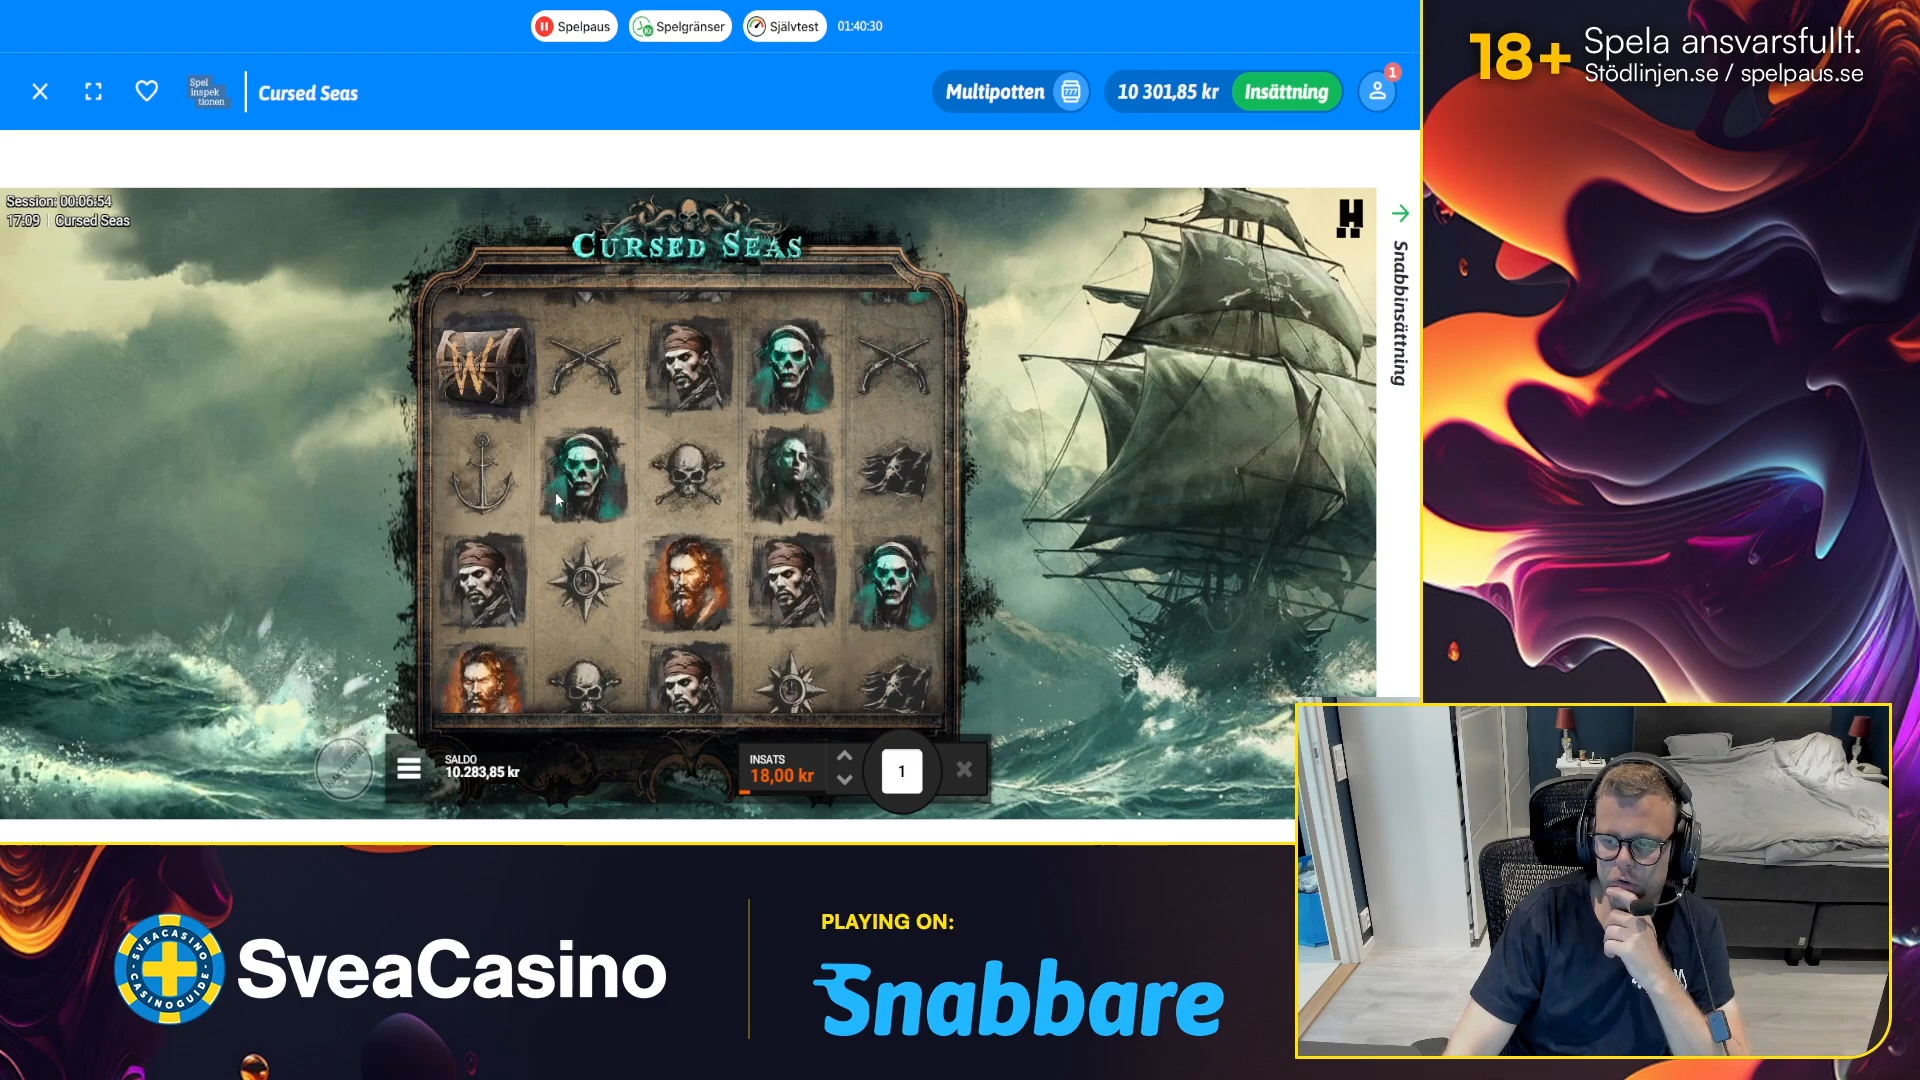 Spelpaus
Spelgränser
Självtest
01:40:30
Spel
inspek
tionen
Cursed Seas
Multipotten
777
10 301,85 kr
Insättning
1
18+
Spela ansvarsfullt.
Stödlinjen.se / spelpaus.se
Session: 00:06:54
17:09 | Cursed Seas
CURSED SEAS
Snabbinsättning
W
SALDO
10.283,85 kr
INSATS
18,00 kr
1
SVEACASINO
CASINOGUIDE
SveaCasino
PLAYING ON:
Snabbare